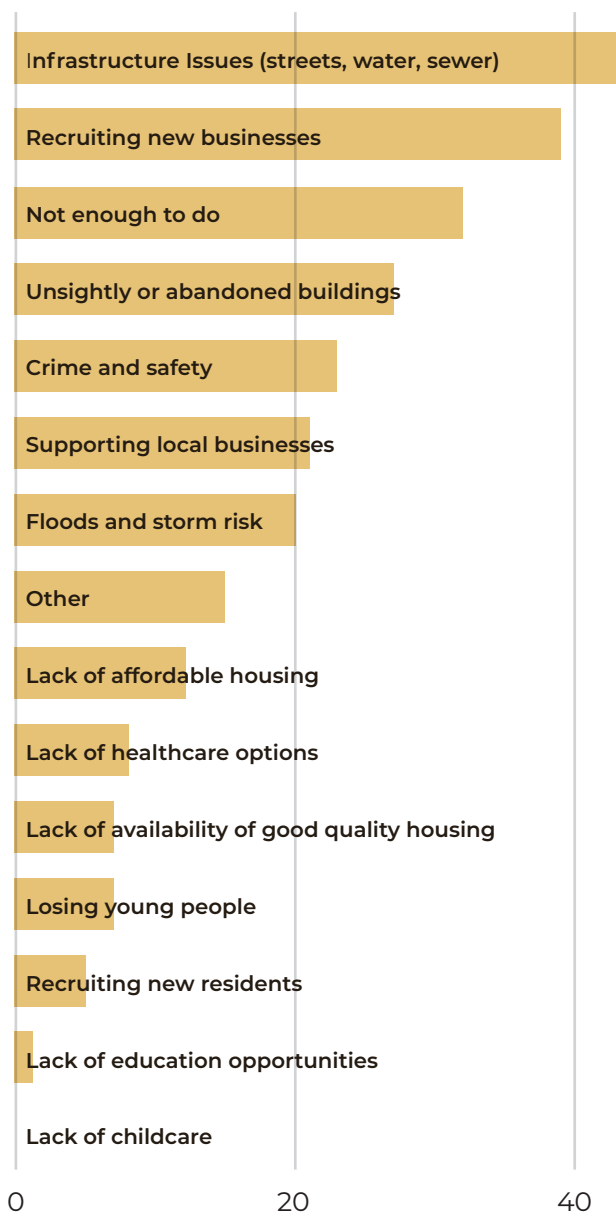 Infrastructure Issues (streets, water, sewer)
Recruiting new businesses
Not enough to do
Unsightly or abandoned buildings
Crime and safety
Supporting local businesses
Floods and storm risk
Other
Lack of affordable housing
Lack of healthcare options
Lack of availability of good quality housing
Losing young people
Recruiting new residents
Lack of education opportunities
Lack of childcare
0 20 40